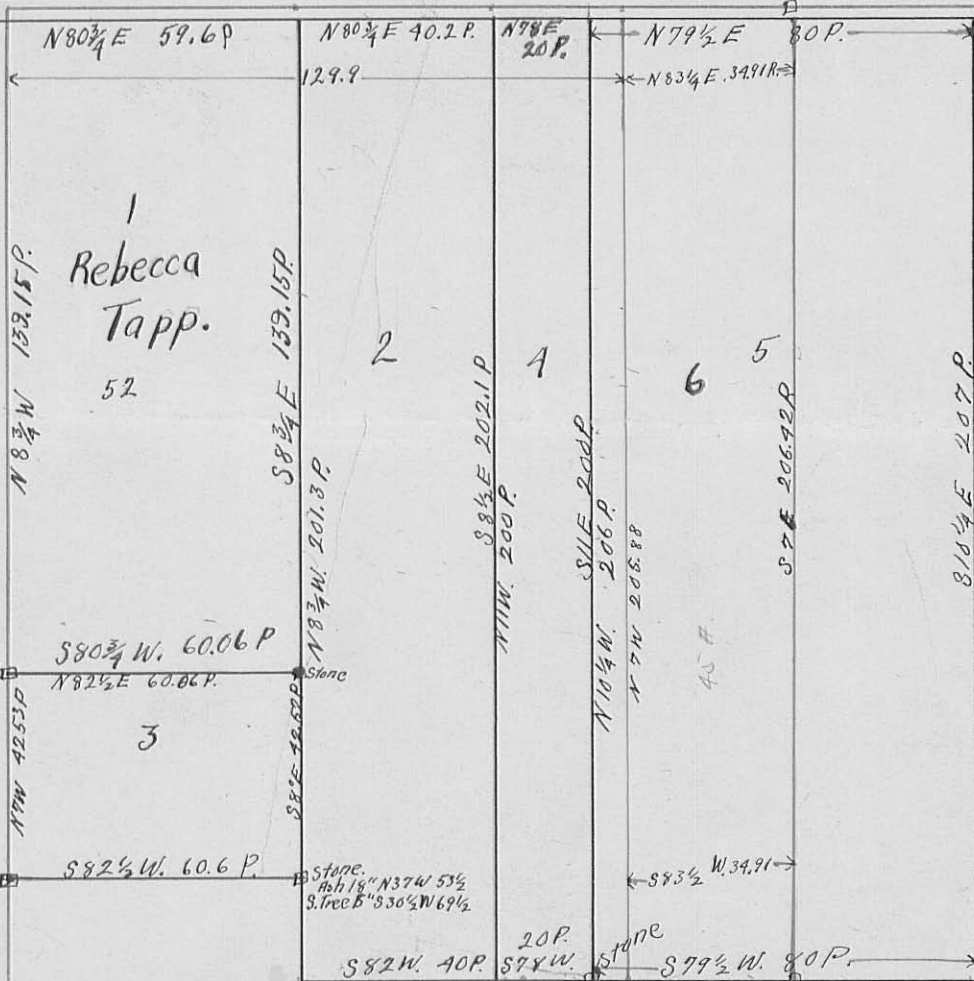 N80¾E 59.6P
N80¾E 40.2P.
N78E
20P.
N79½E 80P.
129.9
N83¼E. 34.91P.
1
Rebecca
Tapp.
52
N8¾W 139.15P.
S8¾E 139.15P.
2
N8¾W. 201.3P.
S8½E 202.1P
4
N11W. 200P.
S11E 200P.
N10¼W. 206P.
N7W 205.88
6
5
45 A
S7E 206.42P
S10¼E 207P.
S80¾W. 60.06P
N82½E 60.06P.
Stone
3
N7W 42.53P
S8°E 42.52P
S82½W. 60.6P.
Stone.
Ash 18" N37W 53½
S.Tree 5" S30½W 69½
S83½W. 34.91
S82W. 40P.
20P.
S78W.
Stone
S79½W. 80P.